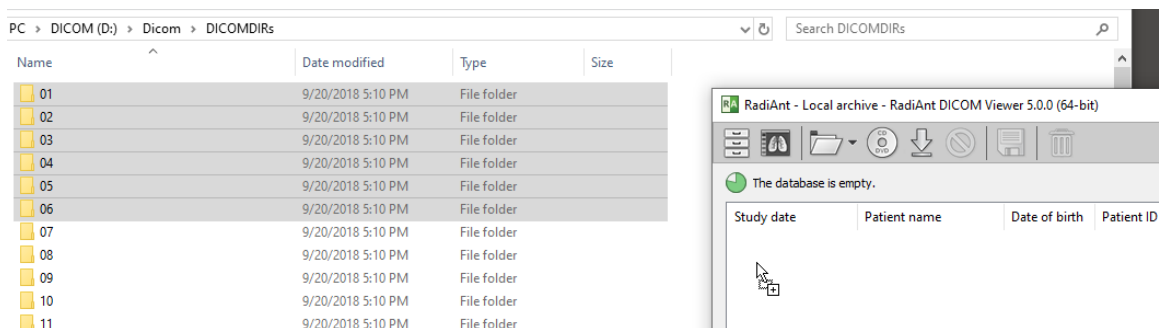 PC > DICOM (D:) > Dicom > DICOMDIRs
Search DICOMDIRs
Name Date modified Type Size
01 9/20/2018 5:10 PM File folder
02 9/20/2018 5:10 PM File folder
03 9/20/2018 5:10 PM File folder
04 9/20/2018 5:10 PM File folder
05 9/20/2018 5:10 PM File folder
06 9/20/2018 5:10 PM File folder
07 9/20/2018 5:10 PM File folder
08 9/20/2018 5:10 PM File folder
09 9/20/2018 5:10 PM File folder
10 9/20/2018 5:10 PM File folder
11 9/20/2018 5:10 PM File folder
RA RadiAnt - Local archive - RadiAnt DICOM Viewer 5.0.0 (64-bit)
CD
DVD
The database is empty.
Study date Patient name Date of birth Patient ID